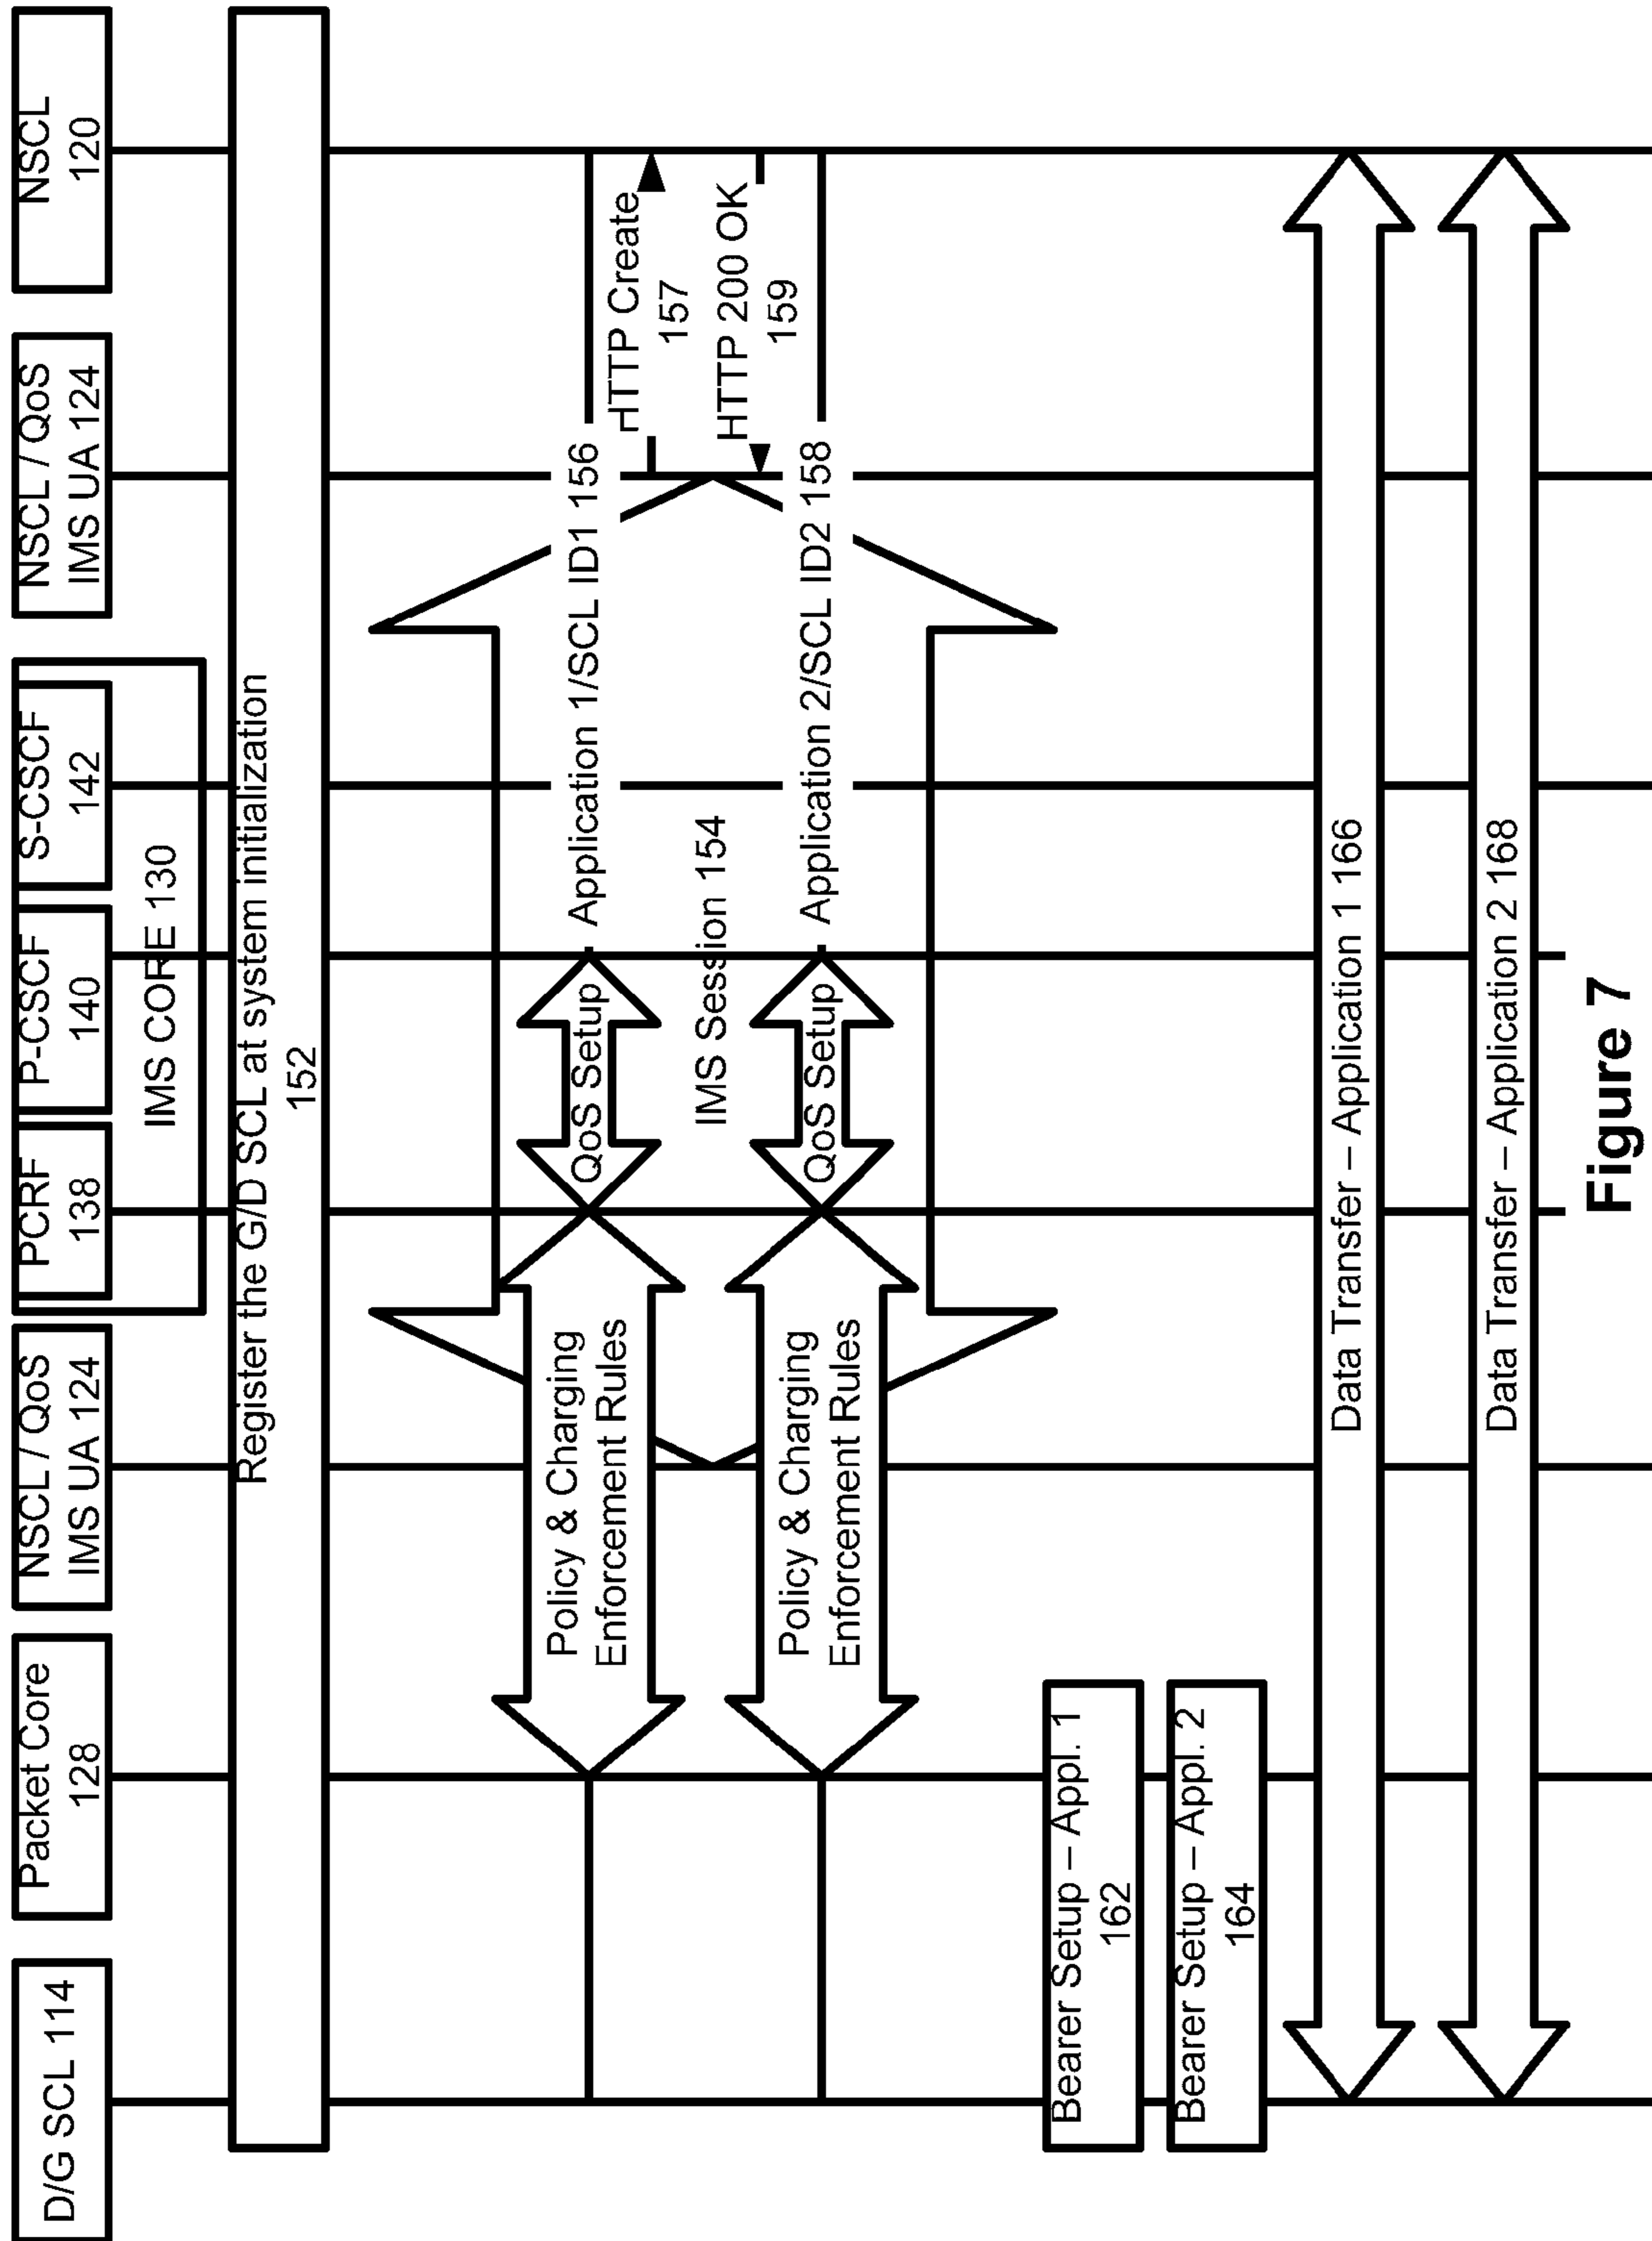 D/G SCL 114
Packet Core
128
NSCL / QoS
IMS UA 124
PCRF
138
P-CSCF
140
S-CSCF
142
IMS CORE 130
NSCL / QoS
IMS UA 124
NSCL
120
Register the G/D SCL at system initialization
152
Policy & Charging
Enforcement Rules
QoS Setup
Application 1/SCL ID1 156
HTTP Create
157
IMS Session 154
HTTP 200 OK
159
Policy & Charging
Enforcement Rules
QoS Setup
Application 2/SCL ID2 158
Bearer Setup – Appl. 1
162
Bearer Setup – Appl. 2
164
Data Transfer – Application 1 166
Data Transfer – Application 2 168
Figure 7